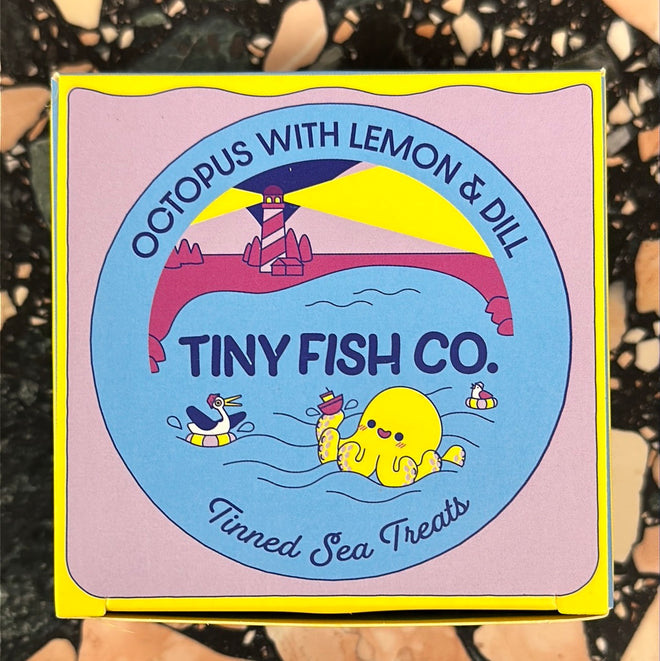 OCTOPUS WITH LEMON & DILL
TINY FISH CO.
Tinned Sea Treats